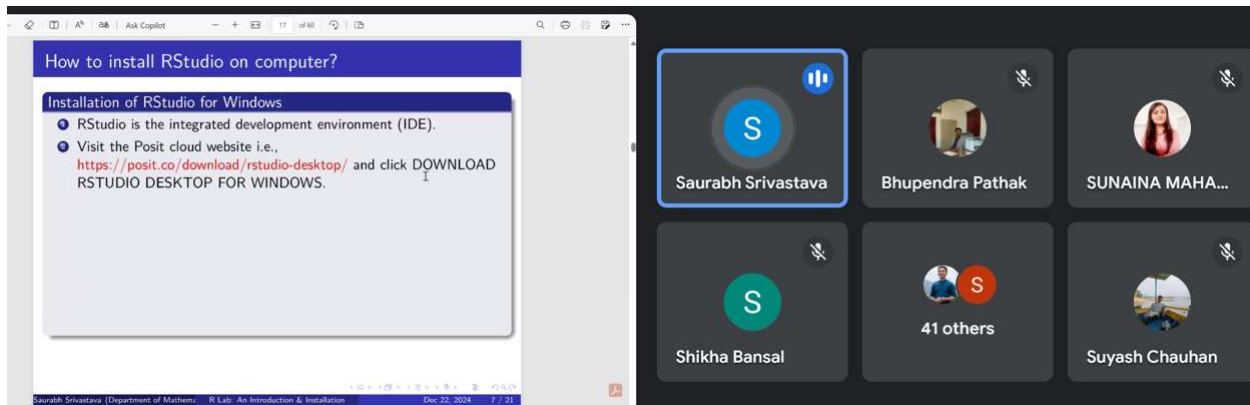 Ask Copilot
17 of 60
How to install RStudio on computer?
Installation of RStudio for Windows
1 RStudio is the integrated development environment (IDE).
2 Visit the Posit cloud website i.e.,
https://posit.co/download/rstudio-desktop/ and click DOWNLOAD
RSTUDIO DESKTOP FOR WINDOWS.
Saurabh Srivastava (Department of Mathema R Lab: An Introduction & Installation Dec 22, 2024 7 / 21
S
Saurabh Srivastava
Bhupendra Pathak
SUNAINA MAHA...
S
Shikha Bansal
S
41 others
Suyash Chauhan